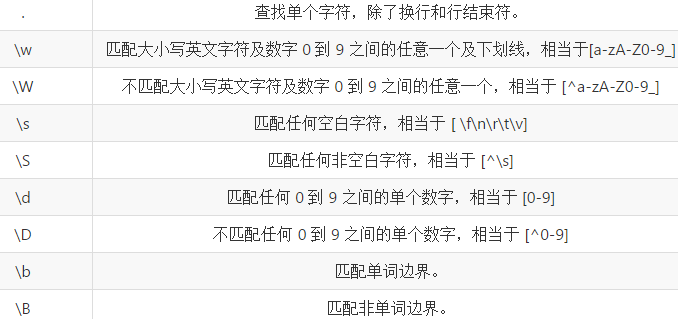 . 查找单个字符，除了换行和行结束符。
\w 匹配大小写英文字符及数字 0 到 9 之间的任意一个及下划线，相当于[a-zA-Z0-9_]
\W 不匹配大小写英文字符及数字 0 到 9 之间的任意一个，相当于 [^a-zA-Z0-9_]
\s 匹配任何空白字符，相当于 [ \f\n\r\t\v]
\S 匹配任何非空白字符，相当于 [^\s]
\d 匹配任何 0 到 9 之间的单个数字，相当于 [0-9]
\D 不匹配任何 0 到 9 之间的单个数字，相当于 [^0-9]
\b 匹配单词边界。
\B 匹配非单词边界。